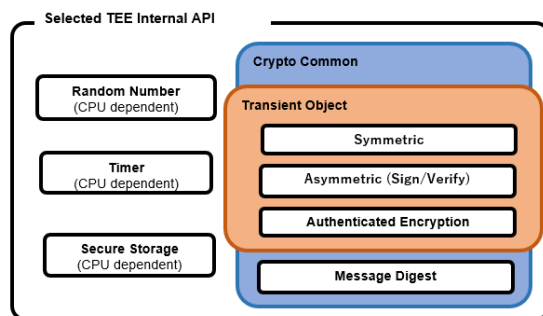 Selected TEE Internal API
Random Number
(CPU dependent)
Timer
(CPU dependent)
Secure Storage
(CPU dependent)
Crypto Common
Transient Object
Symmetric
Asymmetric (Sign/Verify)
Authenticated Encryption
Message Digest